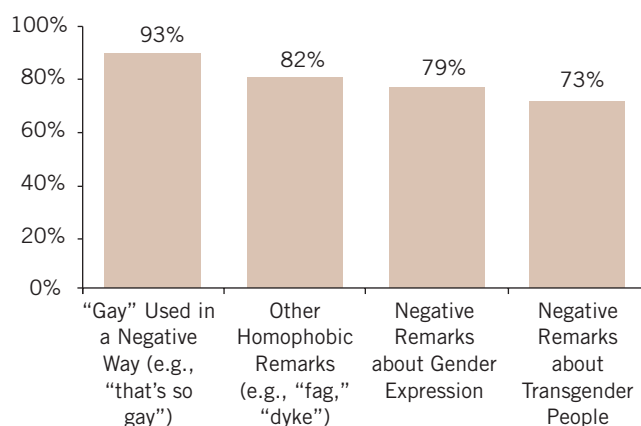 100%
93%
82%
79%
73%
80%
60%
40%
20%
0%
“Gay” Used in
a Negative
Way (e.g.,
“that’s so
gay”)
Other
Homophobic
Remarks
(e.g., “fag,”
“dyke”)
Negative
Remarks
about Gender
Expression
Negative
Remarks
about
Transgender
People